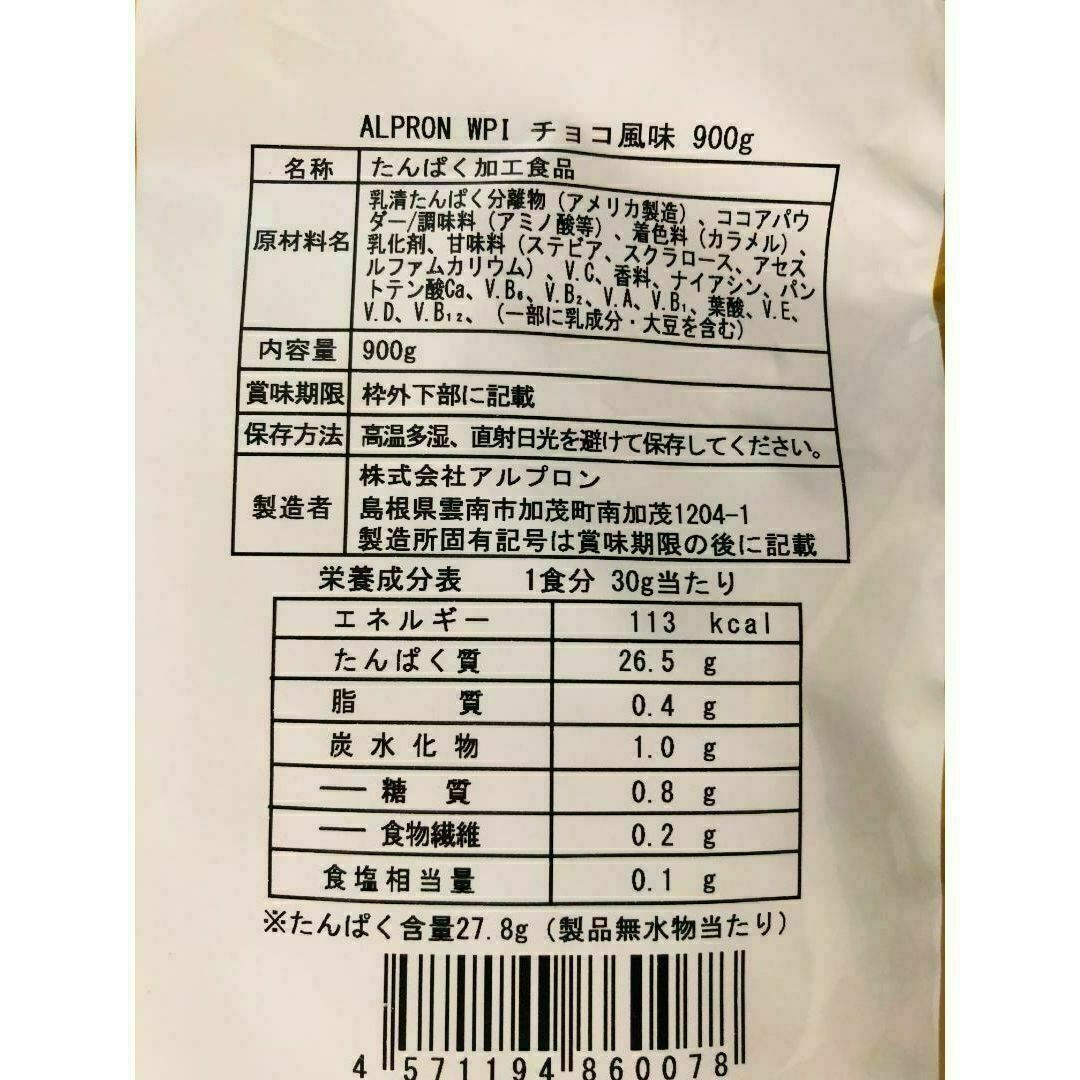 ALPRON WPI チョコ風味 900g
名称 たんぱく加工食品
原材料名 乳清たんぱく分離物（アメリカ製造）、ココアパウ
ダー/調味料（アミノ酸等）、着色料（カラメル）、
乳化剤、甘味料（ステビア、スクラロース、アセス
ルファムカリウム）、V.C、香料、ナイアシン、パン
トテン酸Ca、V.B₆、V.B₂、V.A、V.B₁、葉酸、V.E、
V.D、V.B₁₂、（一部に乳成分・大豆を含む）
内容量 900g
賞味期限 枠外下部に記載
保存方法 高温多湿、直射日光を避けて保存してください。
製造者 株式会社アルプロン
島根県雲南市加茂町南加茂1204-1
製造所固有記号は賞味期限の後に記載
栄養成分表 1食分 30g当たり
エネルギー 113 kcal
たんぱく質 26.5 g
脂質 0.4 g
炭水化物 1.0 g
── 糖質 0.8 g
── 食物繊維 0.2 g
食塩相当量 0.1 g
※たんぱく含量27.8g（製品無水物当たり）
4 571194 860078